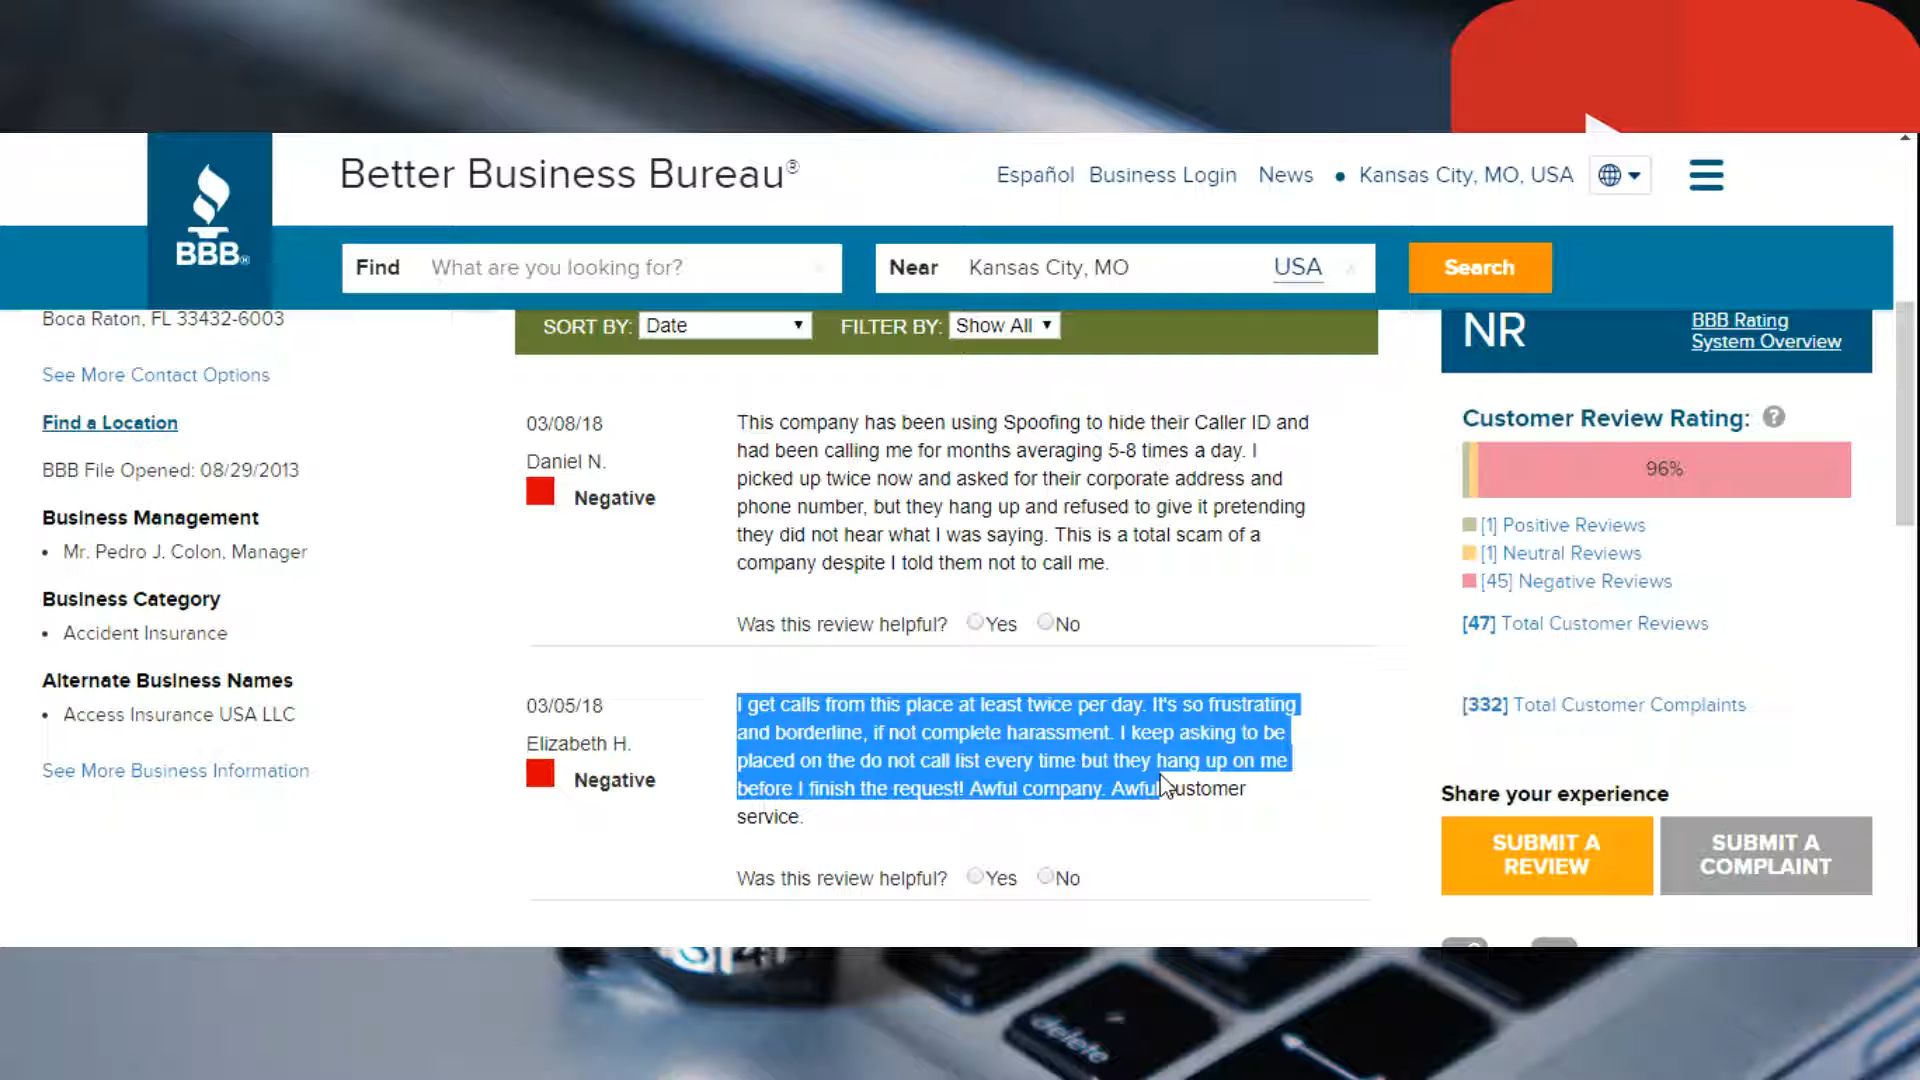 Better Business Bureau®
Español Business Login News • Kansas City, MO, USA
BBB®
Find What are you looking for?
Near Kansas City, MO USA
Search
Boca Raton, FL 33432-6003
See More Contact Options
Find a Location
BBB File Opened: 08/29/2013
Business Management
• Mr. Pedro J. Colon, Manager
Business Category
• Accident Insurance
Alternate Business Names
• Access Insurance USA LLC
See More Business Information
SORT BY: Date FILTER BY: Show All
03/08/18
Daniel N.
Negative
This company has been using Spoofing to hide their Caller ID and
had been calling me for months averaging 5-8 times a day. I
picked up twice now and asked for their corporate address and
phone number, but they hang up and refused to give it pretending
they did not hear what I was saying. This is a total scam of a
company despite I told them not to call me.
Was this review helpful? Yes No
03/05/18
Elizabeth H.
Negative
I get calls from this place at least twice per day. It's so frustrating
and borderline, if not complete harassment. I keep asking to be
placed on the do not call list every time but they hang up on me
before I finish the request! Awful company. Awful customer
service.
Was this review helpful? Yes No
NR
BBB Rating
System Overview
Customer Review Rating: ?
96%
[1] Positive Reviews
[1] Neutral Reviews
[45] Negative Reviews
[47] Total Customer Reviews
[332] Total Customer Complaints
Share your experience
SUBMIT A
REVIEW
SUBMIT A
COMPLAINT
delete